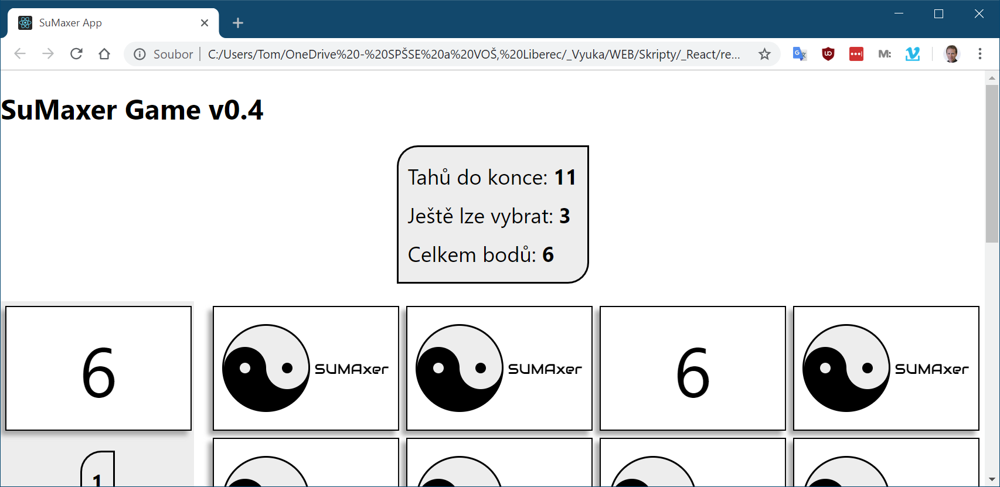 SuMaxer App
Soubor
C:/Users/Tom/OneDrive%20-%20SPŠSE%20a%20VOŠ,%20Liberec/_Vyuka/WEB/Skripty/_React/re...
SuMaxer Game v0.4
Tahů do konce: 11
Ještě lze vybrat: 3
Celkem bodů: 6
6
SUMAxer
SUMAxer
6
SUMAxer
1